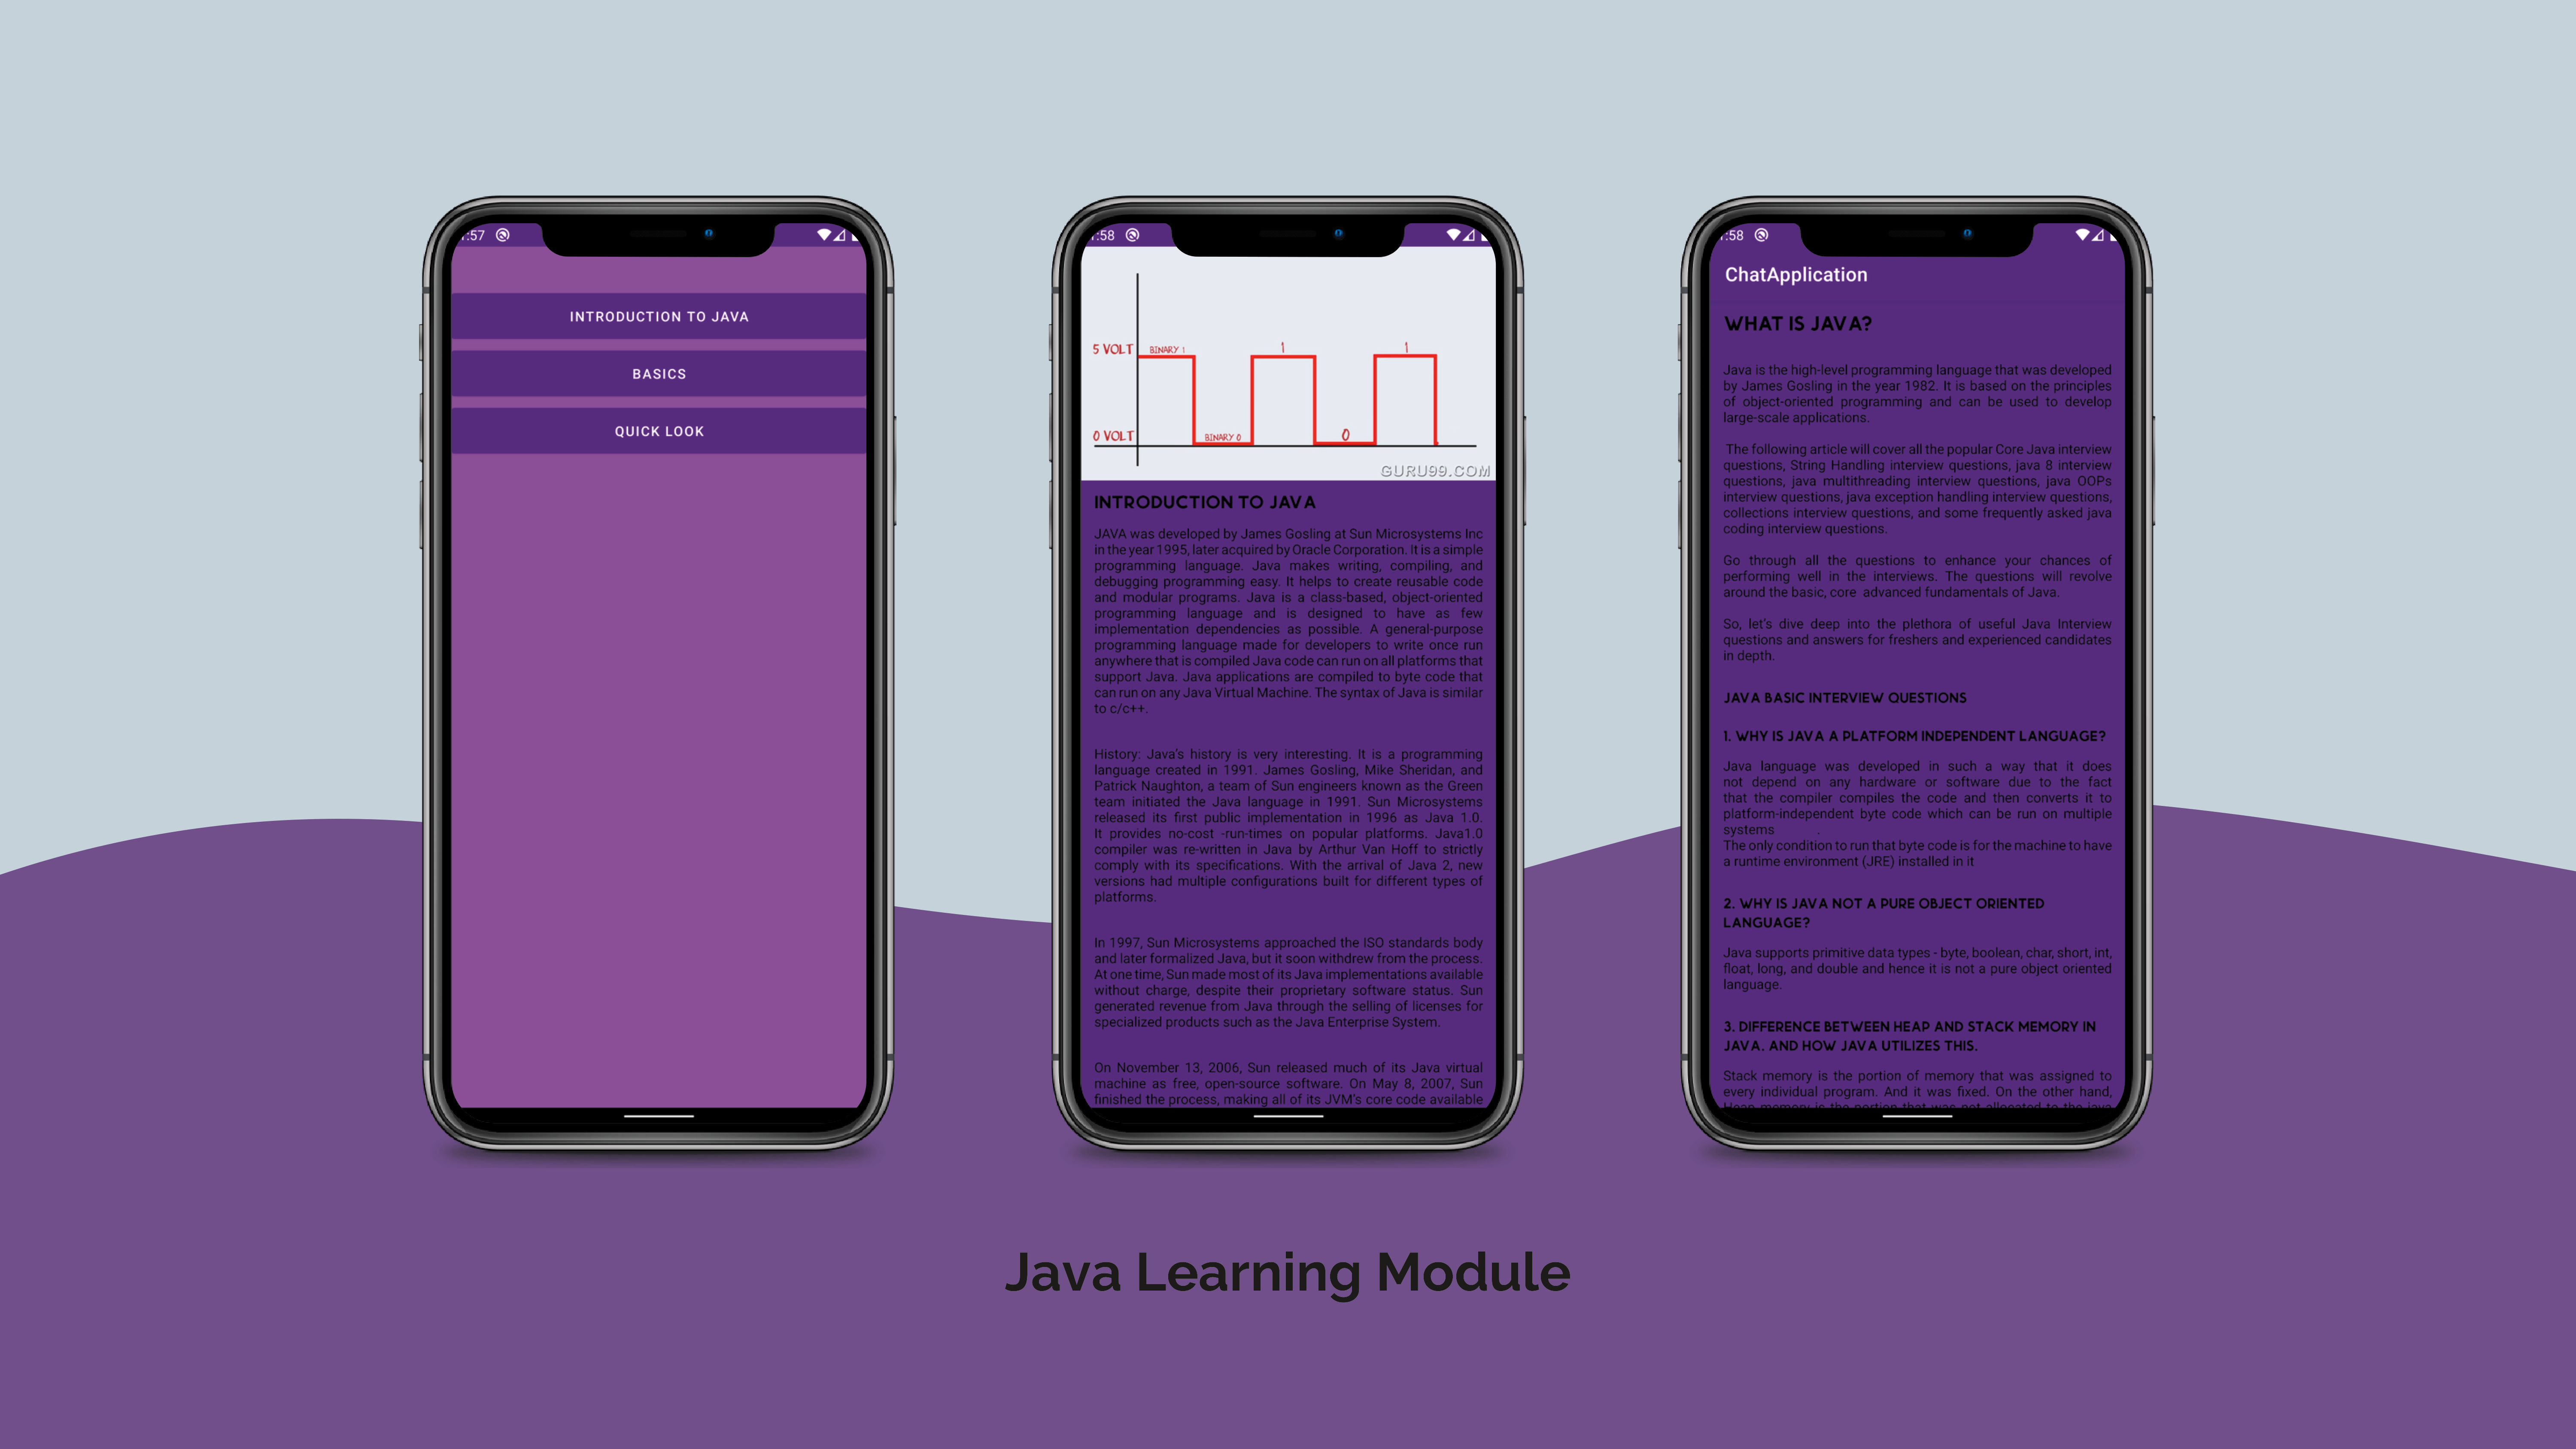 :57
INTRODUCTION TO JAVA
BASICS
QUICK LOOK
:58
5 VOLT
BINARY 1
1
1
0 VOLT
BINARY 0
0
GURU99.COM
INTRODUCTION TO JAVA
JAVA was developed by James Gosling at Sun Microsystems Inc
in the year 1995, later acquired by Oracle Corporation. It is a simple
programming language. Java makes writing, compiling, and
debugging programming easy. It helps to create reusable code
and modular programs. Java is a class-based, object-oriented
programming language and is designed to have as few
implementation dependencies as possible. A general-purpose
programming language made for developers to write once run
anywhere that is compiled Java code can run on all platforms that
support Java. Java applications are compiled to byte code that
can run on any Java Virtual Machine. The syntax of Java is similar
to c/c++.
History: Java's history is very interesting. It is a programming
language created in 1991. James Gosling, Mike Sheridan, and
Patrick Naughton, a team of Sun engineers known as the Green
team initiated the Java language in 1991. Sun Microsystems
released its first public implementation in 1996 as Java 1.0.
It provides no-cost -run-times on popular platforms. Java1.0
compiler was re-written in Java by Arthur Van Hoff to strictly
comply with its specifications. With the arrival of Java 2, new
versions had multiple configurations built for different types of
platforms.
In 1997, Sun Microsystems approached the ISO standards body
and later formalized Java, but it soon withdrew from the process.
At one time, Sun made most of its Java implementations available
without charge, despite their proprietary software status. Sun
generated revenue from Java through the selling of licenses for
specialized products such as the Java Enterprise System.
On November 13, 2006, Sun released much of its Java virtual
machine as free, open-source software. On May 8, 2007, Sun
finished the process, making all of its JVM's core code available
:58
ChatApplication
WHAT IS JAVA?
Java is the high-level programming language that was developed
by James Gosling in the year 1982. It is based on the principles
of object-oriented programming and can be used to develop
large-scale applications.
The following article will cover all the popular Core Java interview
questions, String Handling interview questions, java 8 interview
questions, java multithreading interview questions, java OOPs
interview questions, java exception handling interview questions,
collections interview questions, and some frequently asked java
coding interview questions.
Go through all the questions to enhance your chances of
performing well in the interviews. The questions will revolve
around the basic, core advanced fundamentals of Java.
So, let's dive deep into the plethora of useful Java Interview
questions and answers for freshers and experienced candidates
in depth.
JAVA BASIC INTERVIEW QUESTIONS
1. WHY IS JAVA A PLATFORM INDEPENDENT LANGUAGE?
Java language was developed in such a way that it does
not depend on any hardware or software due to the fact
that the compiler compiles the code and then converts it to
platform-independent byte code which can be run on multiple
systems .
The only condition to run that byte code is for the machine to have
a runtime environment (JRE) installed in it
2. WHY IS JAVA NOT A PURE OBJECT ORIENTED
LANGUAGE?
Java supports primitive data types - byte, boolean, char, short, int,
float, long, and double and hence it is not a pure object oriented
language.
3. DIFFERENCE BETWEEN HEAP AND STACK MEMORY IN
JAVA. AND HOW JAVA UTILIZES THIS.
Stack memory is the portion of memory that was assigned to
every individual program. And it was fixed. On the other hand,
Heap memory is the portion that was not allocated to the java
Java Learning Module